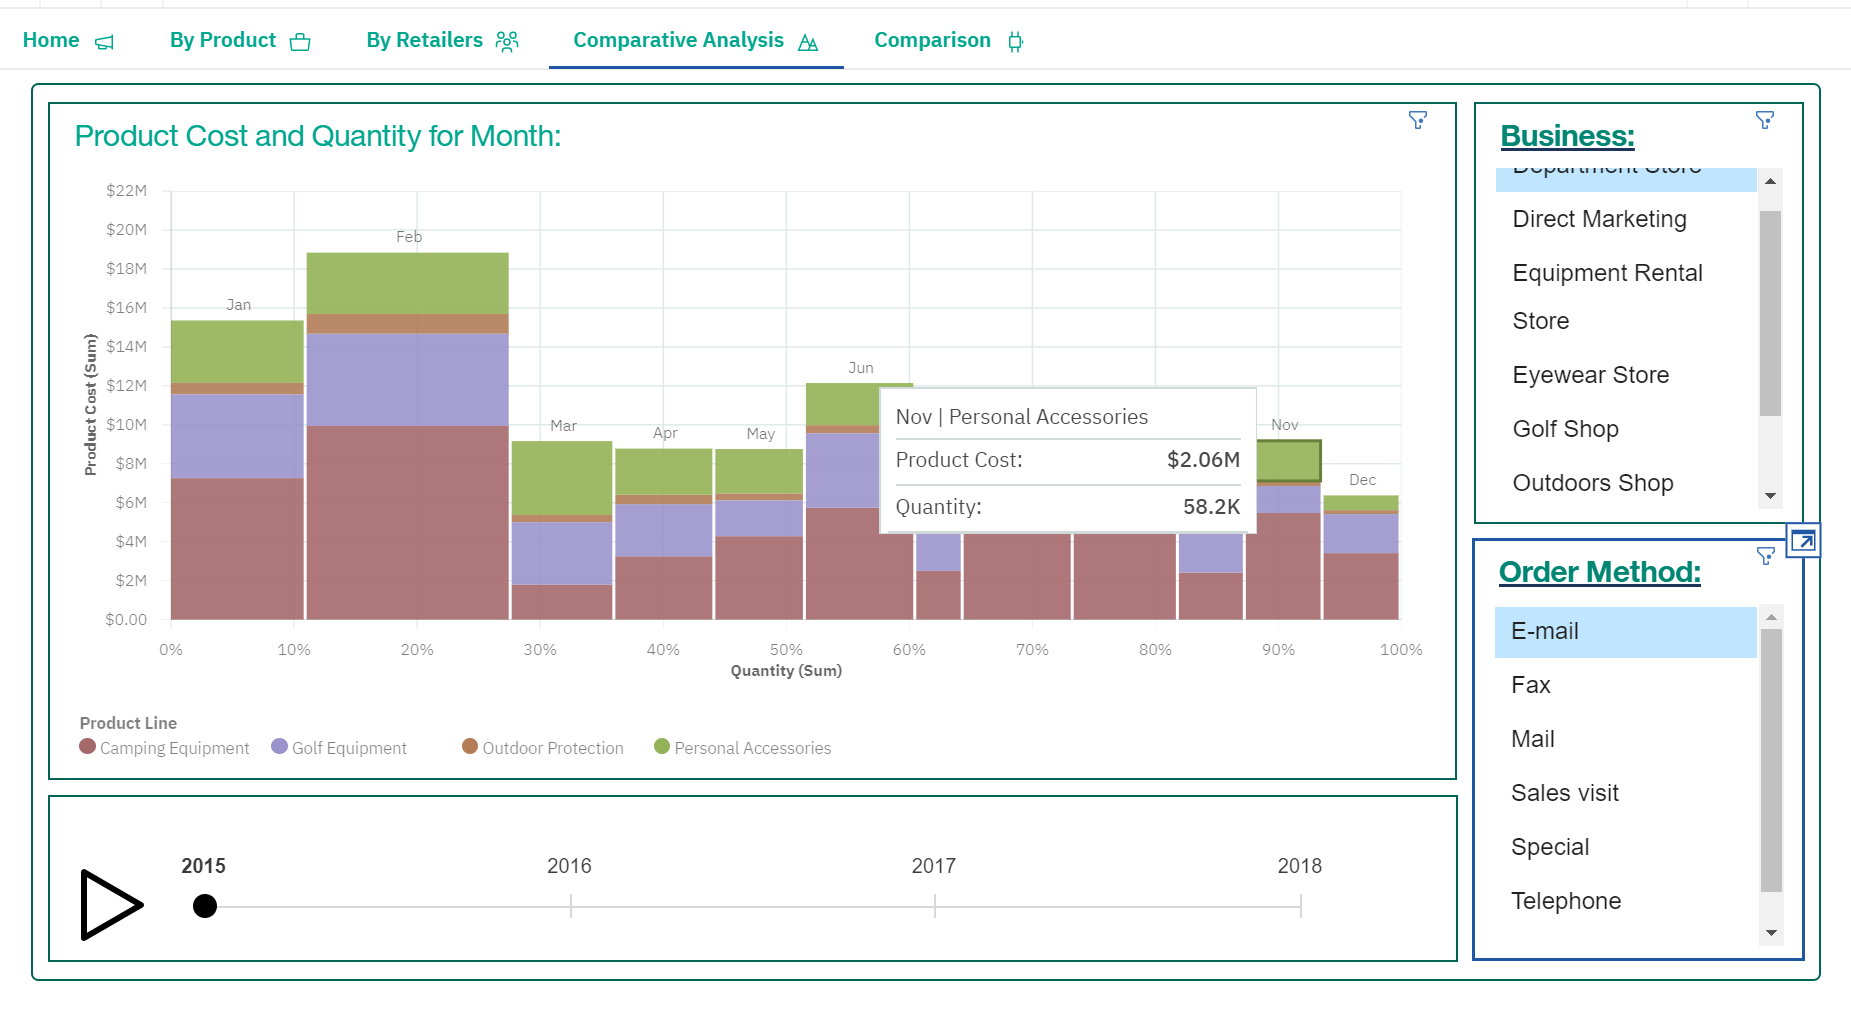 Home
By Product
By Retailers
Comparative Analysis
Comparison
Product Cost and Quantity for Month:
$22M
$20M
$18M
$16M
$14M
$12M
$10M
$8M
$6M
$4M
$2M
$0.00
Product Cost (Sum)
Jan
Feb
Mar
Apr
May
Jun
Nov
Dec
Nov | Personal Accessories
Product Cost: $2.06M
Quantity: 58.2K
0% 10% 20% 30% 40% 50% 60% 70% 80% 90% 100%
Quantity (Sum)
Product Line
Camping Equipment Golf Equipment Outdoor Protection Personal Accessories
2015 2016 2017 2018
Business:
Department Store
Direct Marketing
Equipment Rental
Store
Eyewear Store
Golf Shop
Outdoors Shop
Order Method:
E-mail
Fax
Mail
Sales visit
Special
Telephone